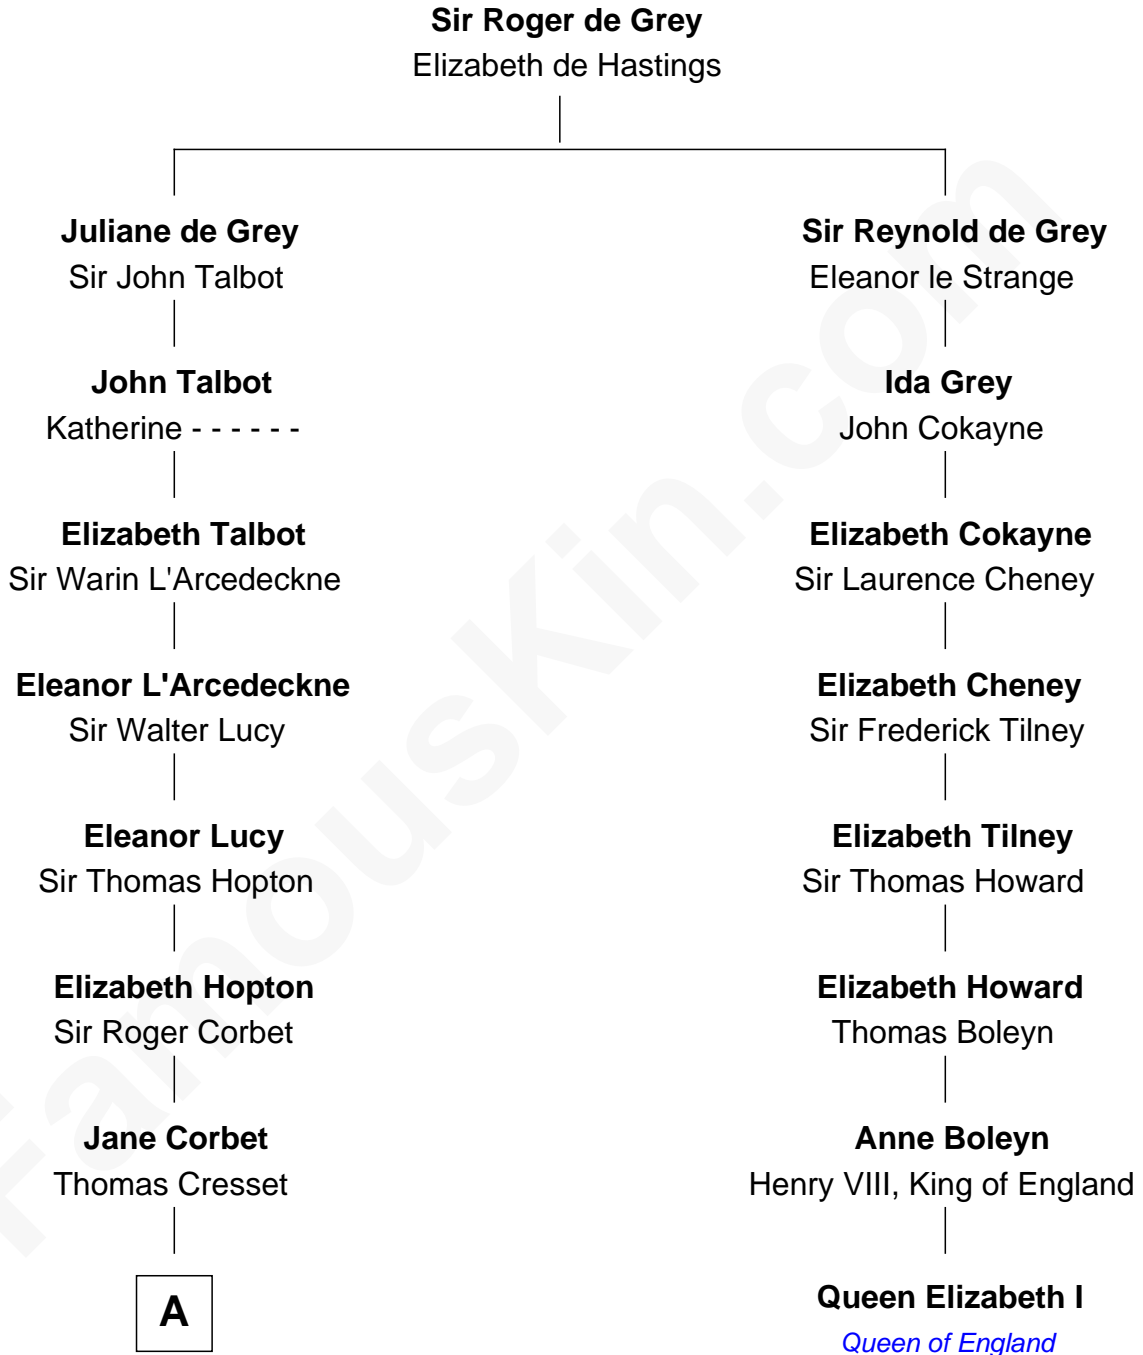 Sir Roger de Grey
Elizabeth de Hastings
Juliane de Grey
Sir John Talbot
Sir Reynold de Grey
Eleanor le Strange
John Talbot
Katherine - - - - - -
Ida Grey
John Cokayne
Elizabeth Talbot
Sir Warin L'Arcedeckne
Elizabeth Cokayne
Sir Laurence Cheney
Eleanor L'Arcedeckne
Sir Walter Lucy
Elizabeth Cheney
Sir Frederick Tilney
Eleanor Lucy
Sir Thomas Hopton
Elizabeth Tilney
Sir Thomas Howard
Elizabeth Hopton
Sir Roger Corbet
Elizabeth Howard
Thomas Boleyn
Jane Corbet
Thomas Cresset
Anne Boleyn
Henry VIII, King of England
A
Queen Elizabeth I
Queen of England
FamousKin.com